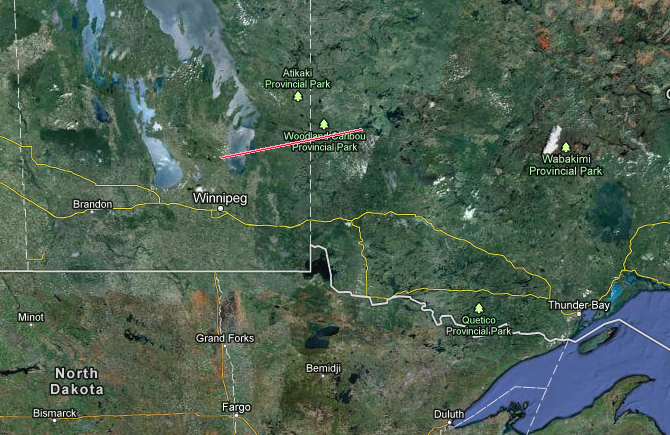 Atikaki
Provincial Park
Woodland Caribou
Provincial Park
Wabakimi
Provincial Park
Brandon
Winnipeg
Minot
Grand Forks
Quetico
Provincial Park
Thunder Bay
North
Dakota
Bemidji
Bismarck
Fargo
Duluth